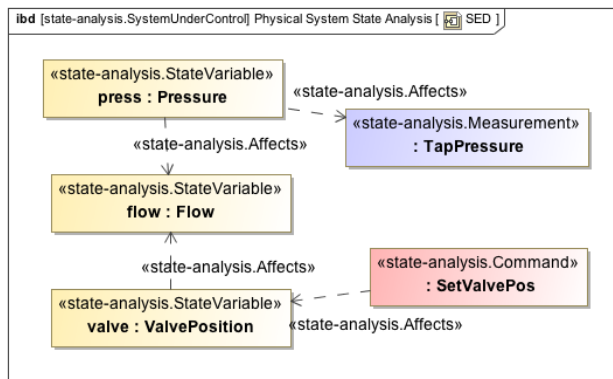 ibd [state-analysis.SystemUnderControl] Physical System State Analysis [ SED ]
«state-analysis.StateVariable»
press : Pressure
«state-analysis.Affects»
«state-analysis.Measurement»
: TapPressure
«state-analysis.Affects»
«state-analysis.StateVariable»
flow : Flow
«state-analysis.Affects»
«state-analysis.Command»
: SetValvePos
«state-analysis.StateVariable»
valve : ValvePosition
«state-analysis.Affects»